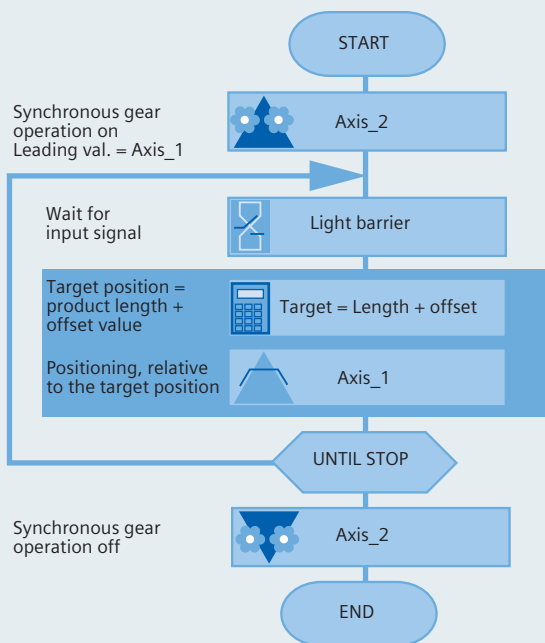 START
Synchronous gear
operation on
Leading val. = Axis_1
Axis_2
Wait for
input signal
Light barrier
Target position =
product length +
offset value
Target = Length + offset
Positioning, relative
to the target position
Axis_1
UNTIL STOP
Synchronous gear
operation off
Axis_2
END